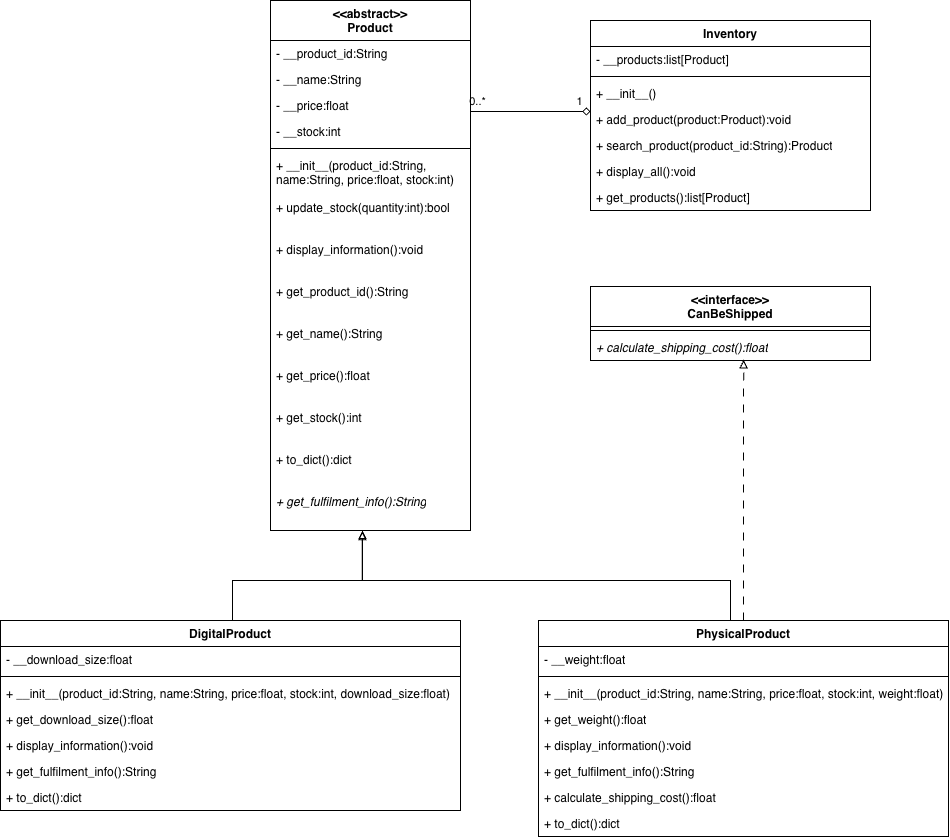 <<abstract>>
Product
- __product_id:String
- __name:String
- __price:float
- __stock:int
+ __init__(product_id:String,
name:String, price:float, stock:int)
+ update_stock(quantity:int):bool
+ display_information():void
+ get_product_id():String
+ get_name():String
+ get_price():float
+ get_stock():int
+ to_dict():dict
+ get_fulfilment_info():String
0..*
1
Inventory
- __products:list[Product]
+ __init__()
+ add_product(product:Product):void
+ search_product(product_id:String):Product
+ display_all():void
+ get_products():list[Product]
<<interface>>
CanBeShipped
+ calculate_shipping_cost():float
DigitalProduct
- __download_size:float
+ __init__(product_id:String, name:String, price:float, stock:int, download_size:float)
+ get_download_size():float
+ display_information():void
+ get_fulfilment_info():String
+ to_dict():dict
PhysicalProduct
- __weight:float
+ __init__(product_id:String, name:String, price:float, stock:int, weight:float)
+ get_weight():float
+ display_information():void
+ get_fulfilment_info():String
+ calculate_shipping_cost():float
+ to_dict():dict